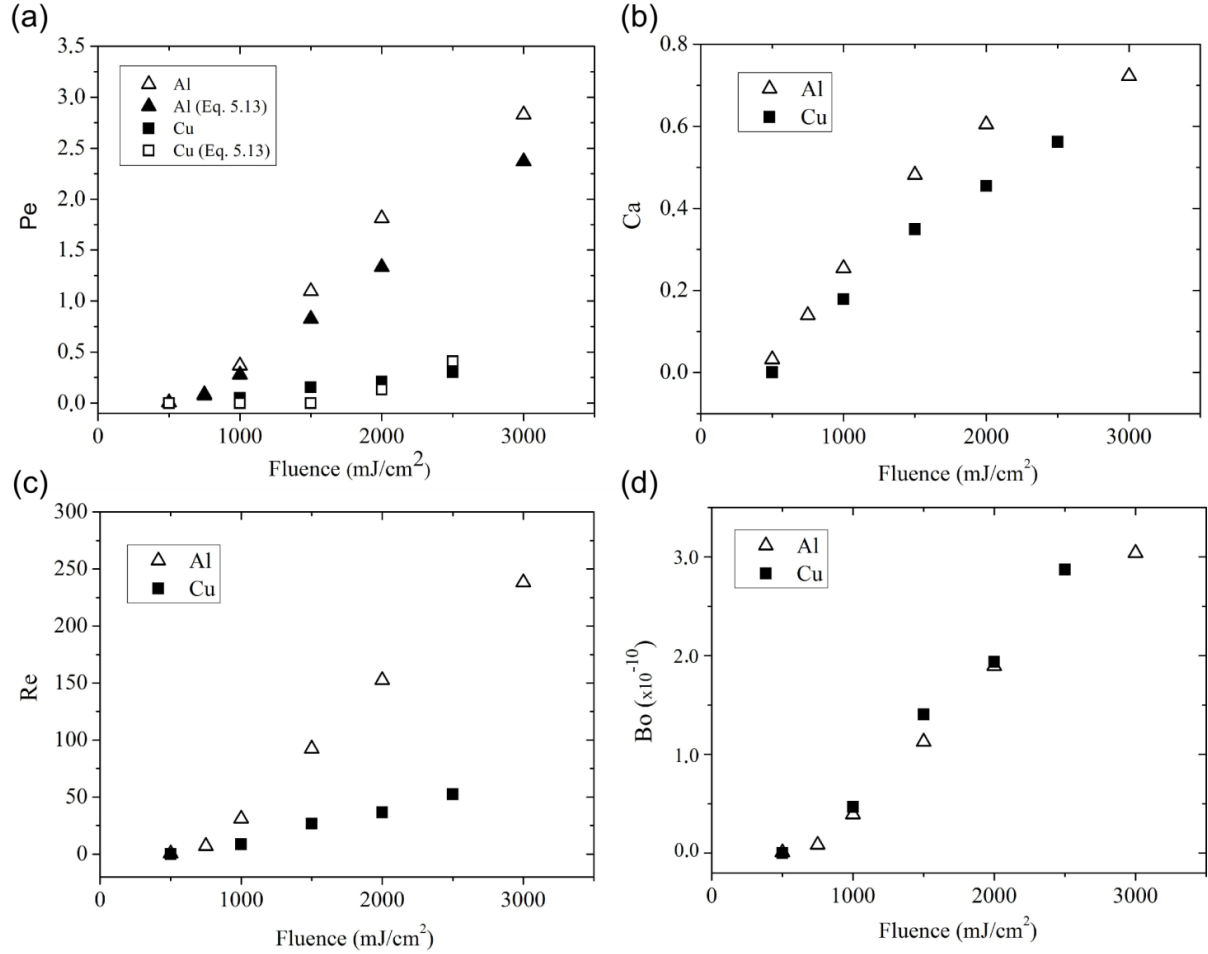 (a)
3.5
3.0
2.5
2.0
1.5
1.0
0.5
0.0
Pe
Al
Al (Eq. 5.13)
Cu
Cu (Eq. 5.13)
0 1000 2000 3000
Fluence (mJ/cm2)
(b)
0.8
0.6
0.4
0.2
0.0
Ca
Al
Cu
0 1000 2000 3000
Fluence (mJ/cm2)
(c)
300
250
200
150
100
50
0
Re
Al
Cu
0 1000 2000 3000
Fluence (mJ/cm2)
(d)
3.0
2.0
1.0
0.0
Bo (x10-10)
Al
Cu
0 1000 2000 3000
Fluence (mJ/cm2)